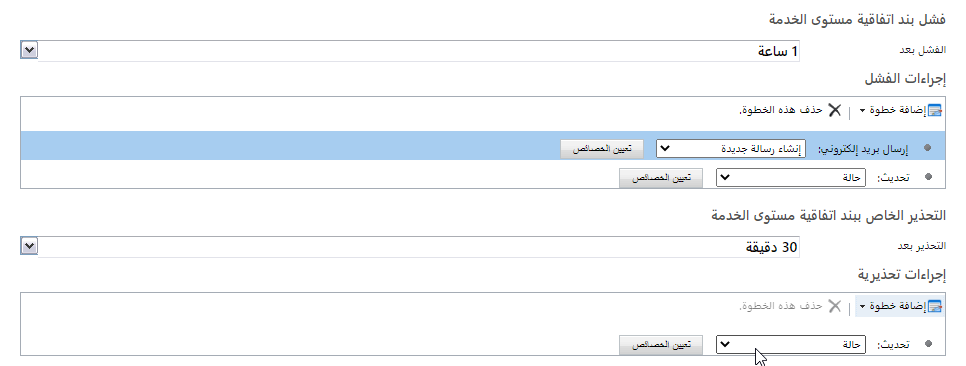 فشل بند اتفاقية مستوى الخدمة
الفشل بعد 1 ساعة
إجراءات الفشل
إضافة خطوة حذف هذه الخطوة.
إرسال بريد إلكتروني: إنشاء رسالة جديدة تعيين الخصائص
تحديث: حالة تعيين الخصائص
التحذير الخاص ببند اتفاقية مستوى الخدمة
التحذير بعد 30 دقيقة
إجراءات تحذيرية
إضافة خطوة حذف هذه الخطوة.
تحديث: حالة تعيين الخصائص